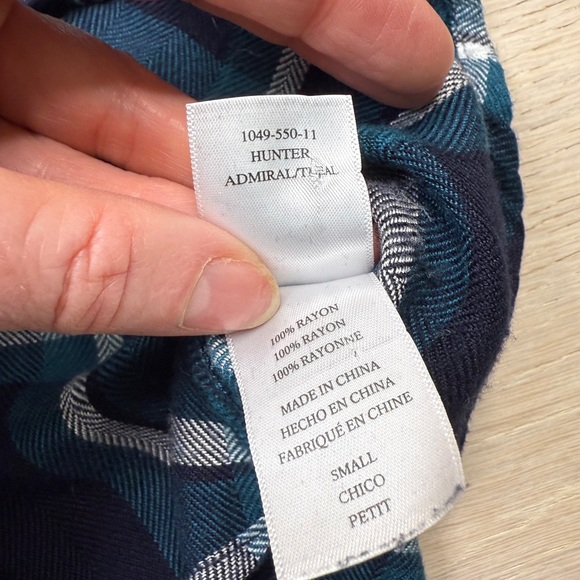 1049-550-11
HUNTER
ADMIRAL/TEAL
100% RAYON
100% RAYON
100% RAYONNE
MADE IN CHINA
HECHO EN CHINA
FABRIQUÉ EN CHINE
SMALL
CHICO
PETIT